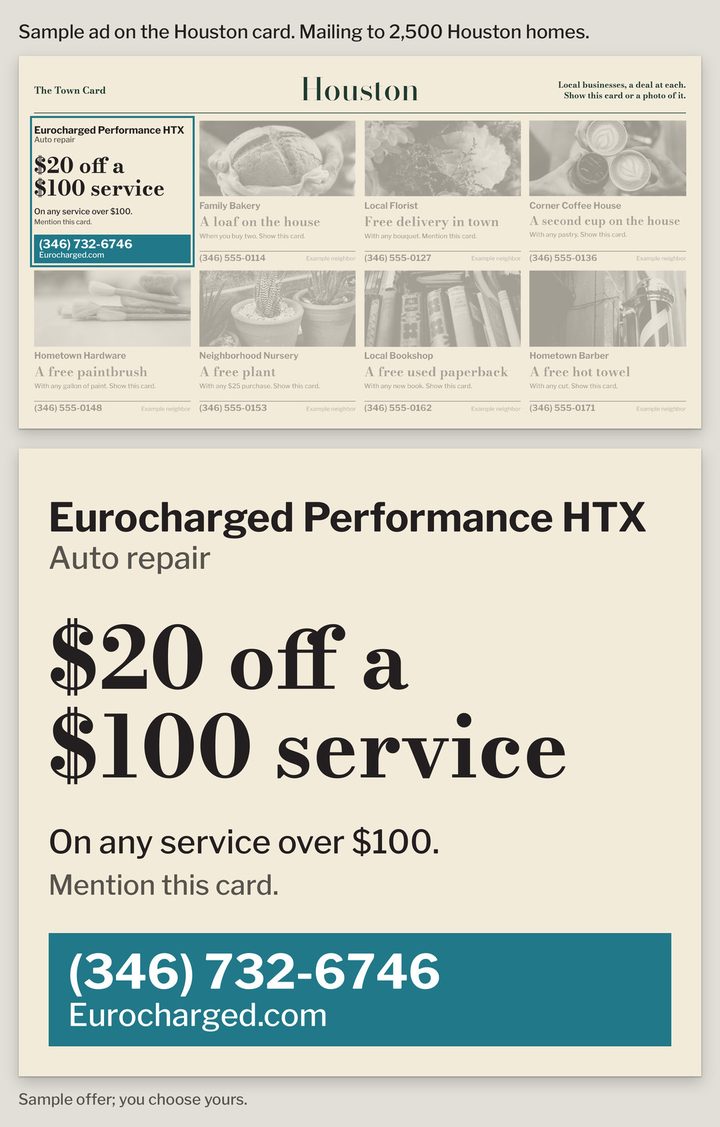 Sample ad on the Houston card. Mailing to 2,500 Houston homes.
The Town Card
Houston
Local businesses, a deal at each.
Show this card or a photo of it.
Eurocharged Performance HTX
Auto repair
$20 off a
$100 service
On any service over $100.
Mention this card.
(346) 732-6746
Eurocharged.com
Family Bakery
A loaf on the house
When you buy two. Show this card.
(346) 555-0114
Example neighbor
Local Florist
Free delivery in town
With any bouquet. Mention this card.
(346) 555-0127
Example neighbor
Corner Coffee House
A second cup on the house
With any pastry. Show this card.
(346) 555-0136
Example neighbor
Hometown Hardware
A free paintbrush
With any gallon of paint. Show this card.
(346) 555-0148
Example neighbor
Neighborhood Nursery
A free plant
With any $25 purchase. Show this card.
(346) 555-0153
Example neighbor
Local Bookshop
A free used paperback
With any new book. Show this card.
(346) 555-0162
Example neighbor
Hometown Barber
A free hot towel
With any cut. Show this card.
(346) 555-0171
Example neighbor
Eurocharged Performance HTX
Auto repair
$20 off a
$100 service
On any service over $100.
Mention this card.
(346) 732-6746
Eurocharged.com
Sample offer; you choose yours.